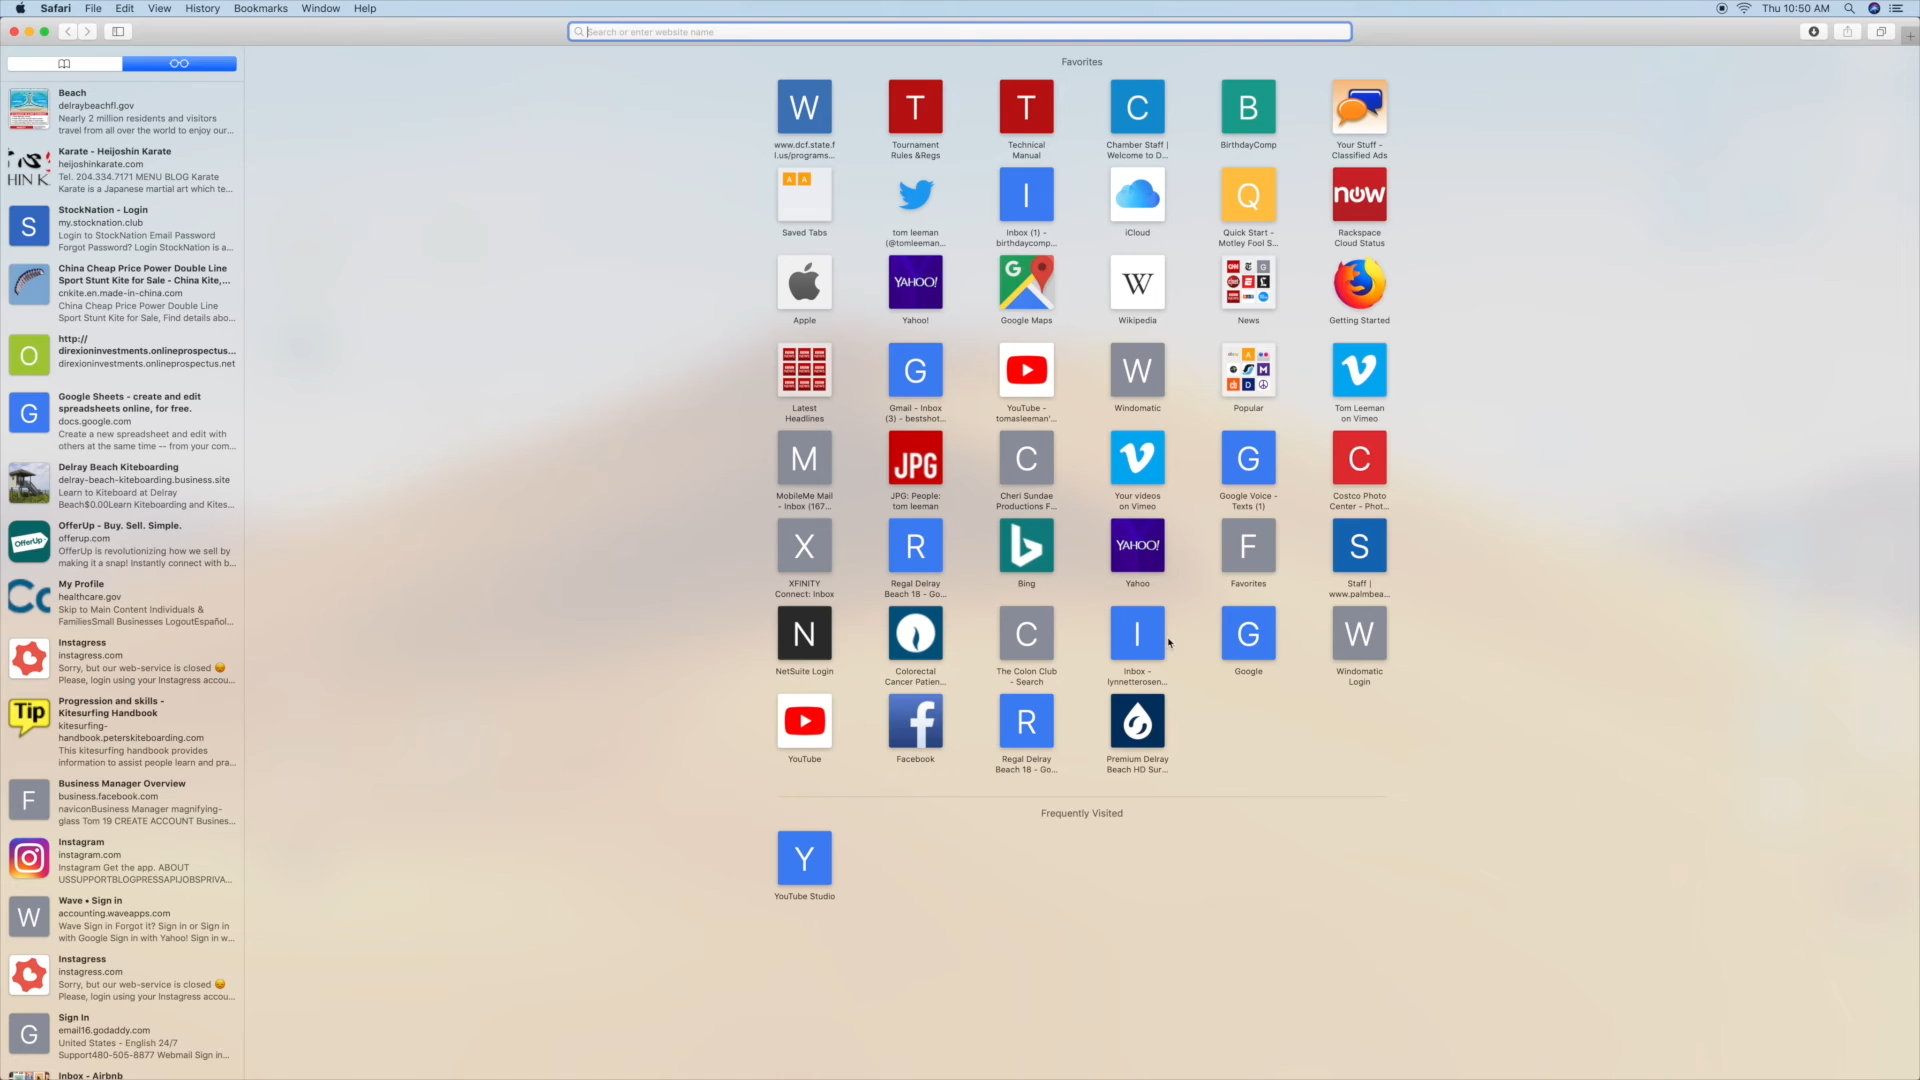 Safari File Edit View History Bookmarks Window Help
Thu 10:50 AM
Search or enter website name
Beach
delraybeachfl.gov
Nearly 2 million residents and visitors
travel from all over the world to enjoy our...
Karate - Heijoshin Karate
heijoshinkarate.com
Tel. 204.334.7171 MENU BLOG Karate
Karate is a Japanese martial art which te...
S
StockNation - Login
my.stocknation.club
Login to StockNation Email Password
Forgot Password? Login StockNation is a...
China Cheap Price Power Double Line
Sport Stunt Kite for Sale - China Kite,...
cnkite.en.made-in-china.com
China Cheap Price Power Double Line
Sport Stunt Kite for Sale, Find details abo...
O
http://
direxioninvestments.onlineprospectus...
direxioninvestments.onlineprospectus.net
G
Google Sheets - create and edit
spreadsheets online, for free.
docs.google.com
Create a new spreadsheet and edit with
others at the same time -- from your com...
Delray Beach Kiteboarding
delray-beach-kiteboarding.business.site
Learn to Kiteboard at Delray
Beach$0.00Learn Kiteboarding and Kites...
OfferUp
OfferUp - Buy. Sell. Simple.
offerup.com
OfferUp is revolutionizing how we sell by
making it a snap! Instantly connect with b...
My Profile
healthcare.gov
Skip to Main Content Individuals &
FamiliesSmall Businesses LogoutEspañol...
Instagress
instagress.com
Sorry, but our web-service is closed 😞
Please, login using your Instagress accou...
Tip
Progression and skills -
Kitesurfing Handbook
kitesurfing-
handbook.peterskiteboarding.com
This kitesurfing handbook provides
information to assist people learn and pra...
F
Business Manager Overview
business.facebook.com
naviconBusiness Manager magnifying-
glass Tom 19 CREATE ACCOUNT Busines...
Instagram
instagram.com
Instagram Get the app. ABOUT
USSUPPORTBLOGPRESSAPIJOBSPRIVA...
W
Wave • Sign in
accounting.waveapps.com
Wave Sign in Forgot it? Sign in or Sign in
with Google Sign in with Yahoo! Sign in w...
Instagress
instagress.com
Sorry, but our web-service is closed 😞
Please, login using your Instagress accou...
G
Sign In
email16.godaddy.com
United States - English 24/7
Support480-505-8877 Webmail Sign in...
Inbox - Airbnb
Favorites
W T T C B
www.dcf.state.f Tournament Technical Chamber Staff | BirthdayComp Your Stuff -
l.us/programs... Rules &Regs Manual Welcome to D... Classified Ads
A A I Q now
Saved Tabs tom leeman Inbox (1) - iCloud Quick Start - Rackspace
(@tomleeman... birthdaycomp... Motley Fool S... Cloud Status
YAHOO! G W
Apple Yahoo! Google Maps Wikipedia News Getting Started
G W
Latest Gmail - Inbox YouTube - Windomatic Popular Tom Leeman
Headlines (3) - bestshot... tomasleeman'... on Vimeo
M JPG C G C
MobileMe Mail JPG: People: Cheri Sundae Your videos Google Voice - Costco Photo
- Inbox (167... tom leeman Productions F... on Vimeo Texts (1) Center - Phot...
X R YAHOO! F S
XFINITY Regal Delray Bing Yahoo Favorites Staff |
Connect: Inbox Beach 18 - Go... www.palmbea...
N C I G W
NetSuite Login Colorectal The Colon Club Inbox - Google Windomatic
Cancer Patien... - Search lynnetterosen... Login
R
YouTube Facebook Regal Delray Premium Delray
Beach 18 - Go... Beach HD Sur...
Frequently Visited
Y
YouTube Studio